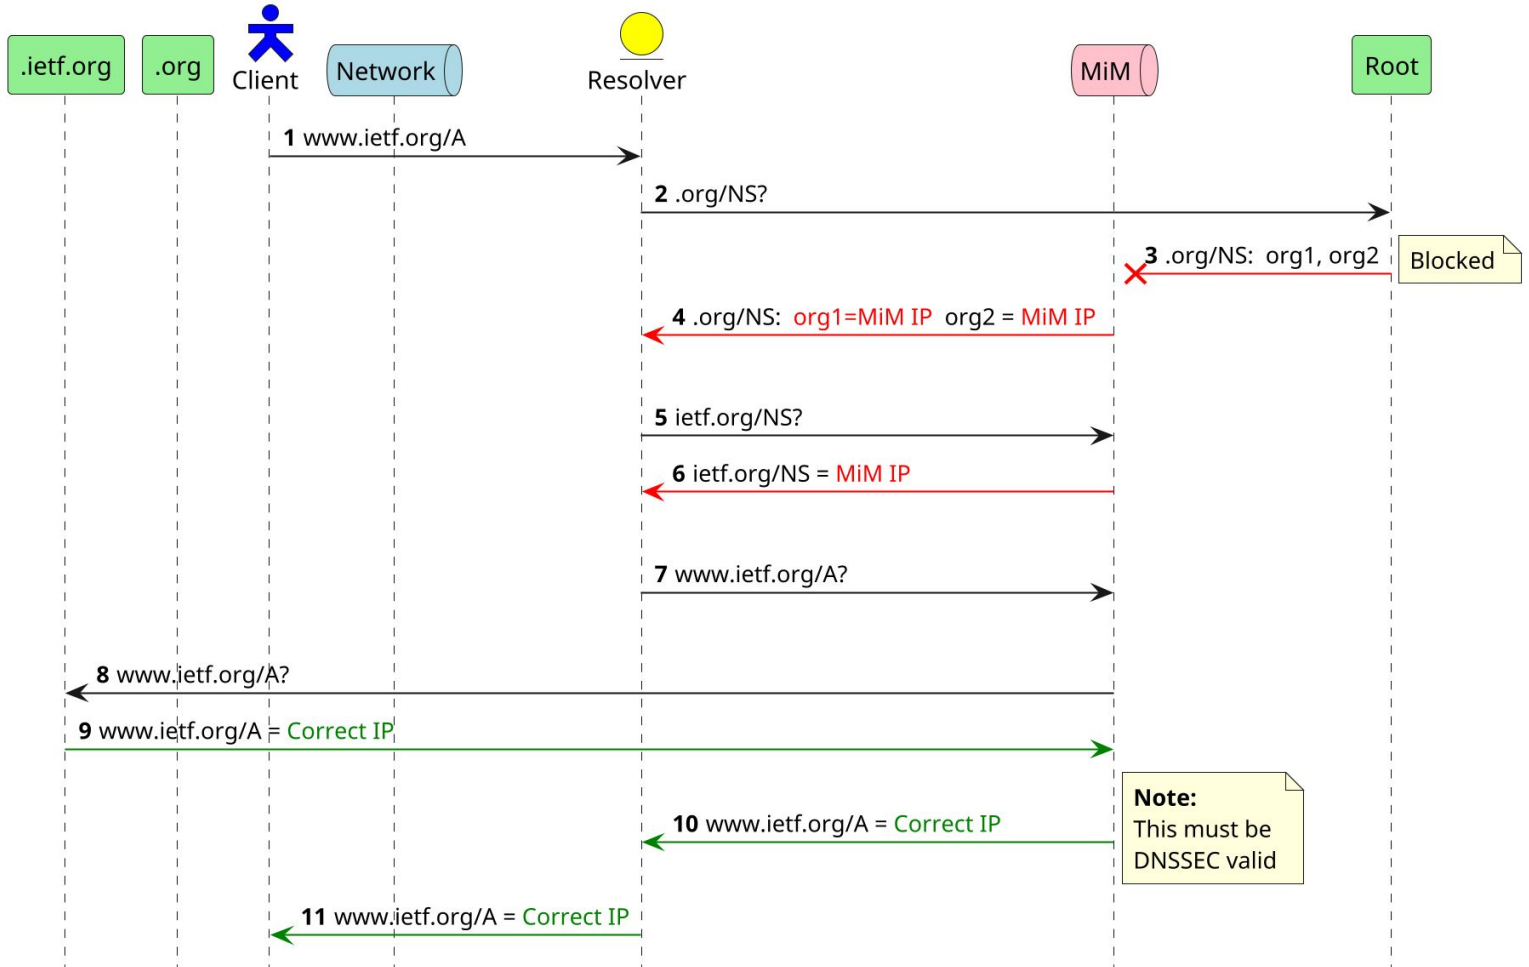 .ietf.org
.org
Client
Network
Resolver
MiM
Root
1 www.ietf.org/A
2 .org/NS?
3 .org/NS:  org1, org2
Blocked
4 .org/NS:  org1=MiM IP  org2 = MiM IP
5 ietf.org/NS?
6 ietf.org/NS = MiM IP
7 www.ietf.org/A?
8 www.ietf.org/A?
9 www.ietf.org/A = Correct IP
Note:
This must be
DNSSEC valid
10 www.ietf.org/A = Correct IP
11 www.ietf.org/A = Correct IP